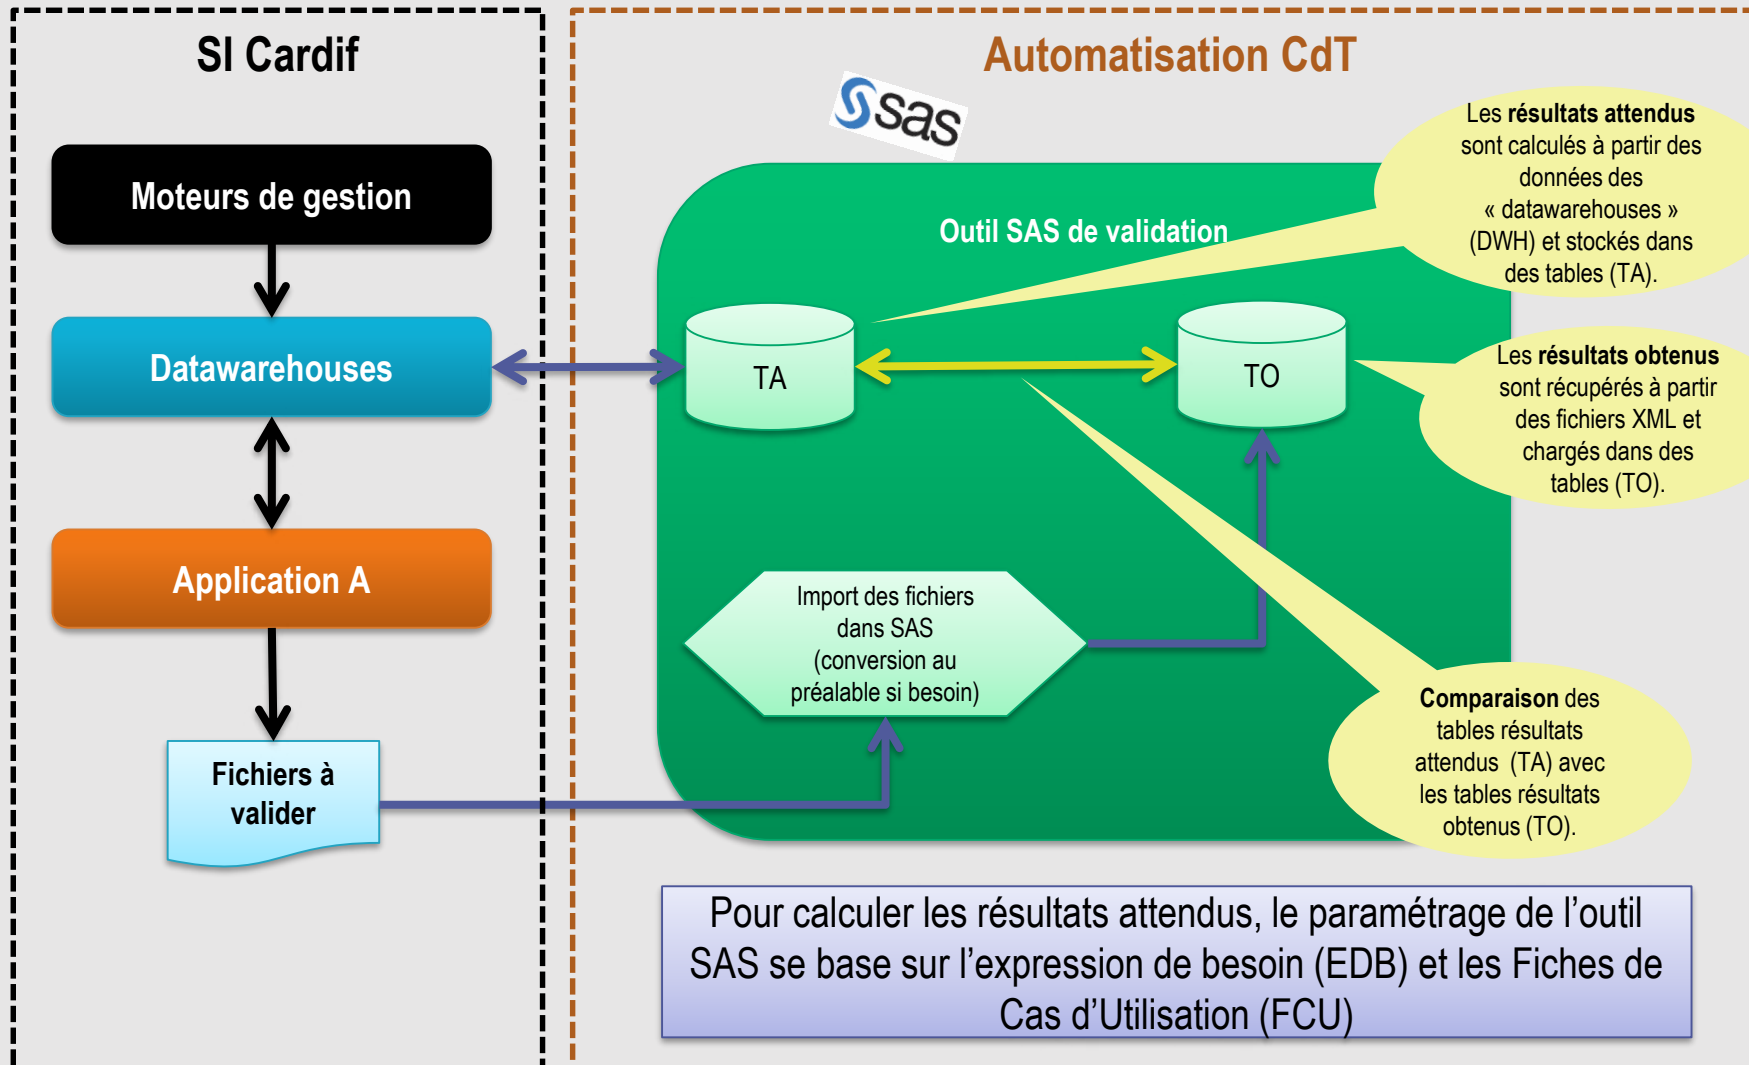 SI Cardif
Automatisation CdT
sas
Moteurs de gestion
Datawarehouses
Application A
Fichiers à
valider
Outil SAS de validation
TA
TO
Import des fichiers
dans SAS
(conversion au
préalable si besoin)
Les résultats attendus
sont calculés à partir des
données des
« datawarehouses »
(DWH) et stockés dans
des tables (TA).
Les résultats obtenus
sont récupérés à partir
des fichiers XML et
chargés dans des
tables (TO).
Comparaison des
tables résultats
attendus (TA) avec
les tables résultats
obtenus (TO).
Pour calculer les résultats attendus, le paramétrage de l’outil
SAS se base sur l’expression de besoin (EDB) et les Fiches de
Cas d’Utilisation (FCU)